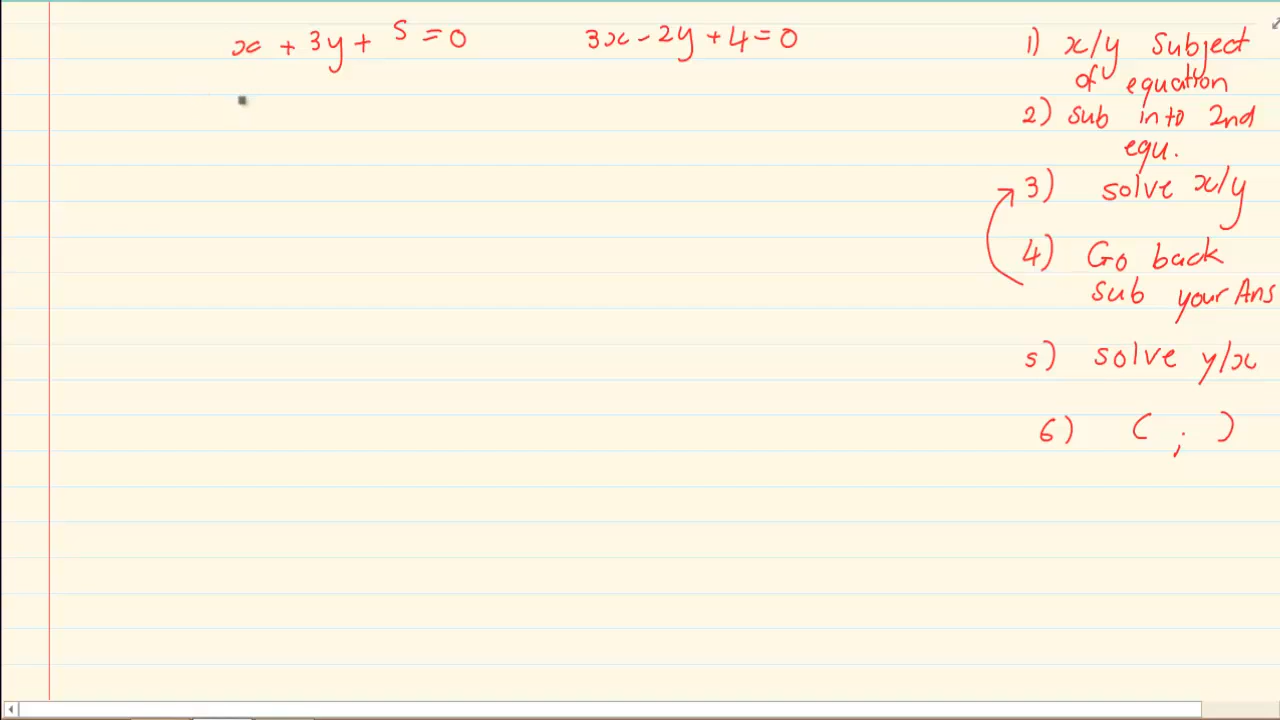 x + 3y + 5 = 0
3x - 2y + 4 = 0
1) x/y Subject
of equation
2) sub into 2nd
equ.
3) solve x/y
4) Go back
sub your Ans
5) solve y/x
6) ( ; )